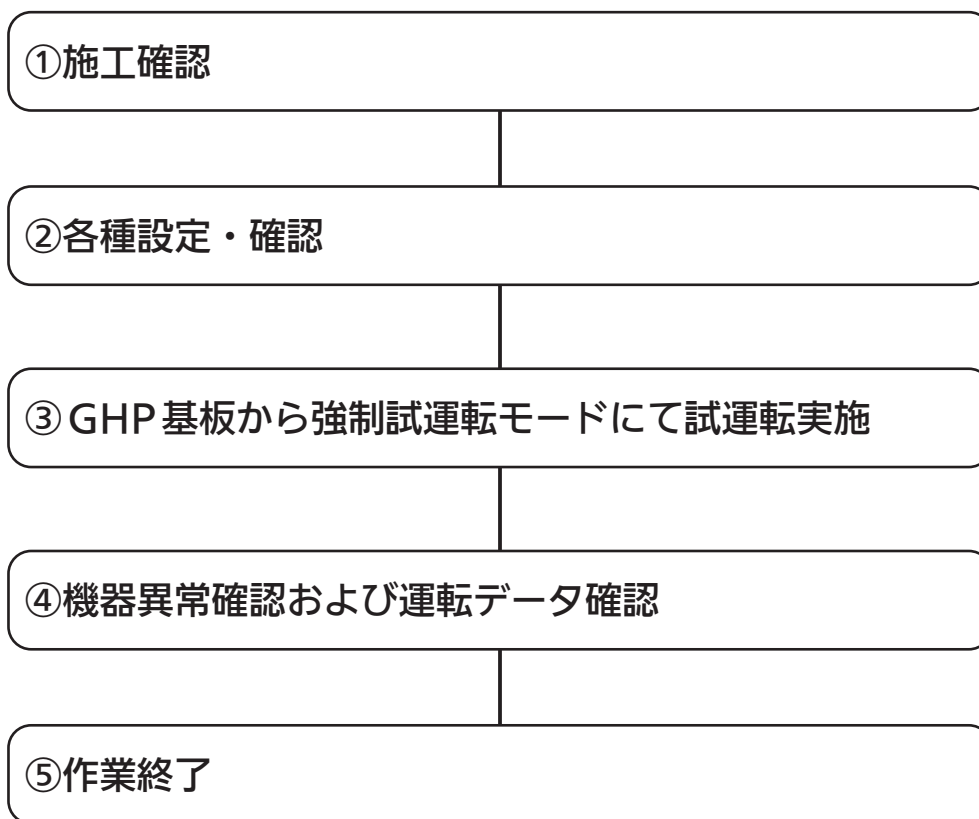 ①施工確認
②各種設定・確認
③GHP基板から強制試運転モードにて試運転実施
④機器異常確認および運転データ確認
⑤作業終了